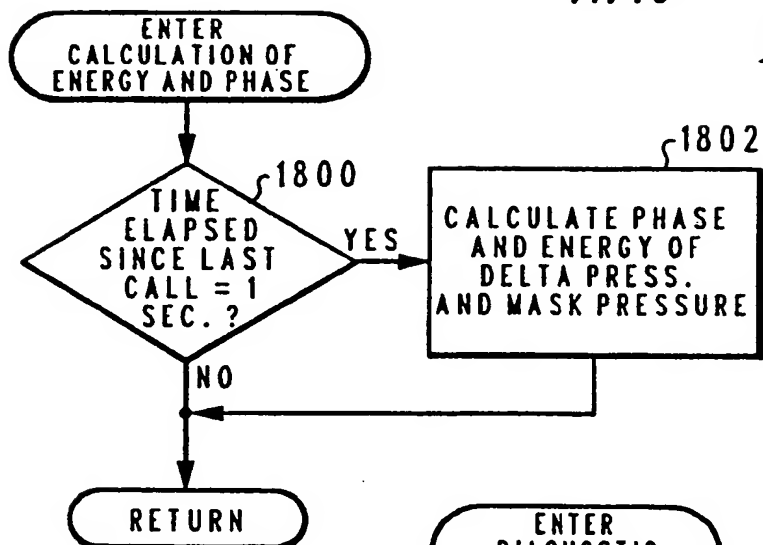 ENTER
CALCULATION OF
ENERGY AND PHASE
1800
TIME
ELAPSED
SINCE LAST
CALL = 1
SEC. ?
YES
1802
CALCULATE PHASE
AND ENERGY OF
DELTA PRESS.
AND MASK PRESSURE
NO
RETURN
ENTER